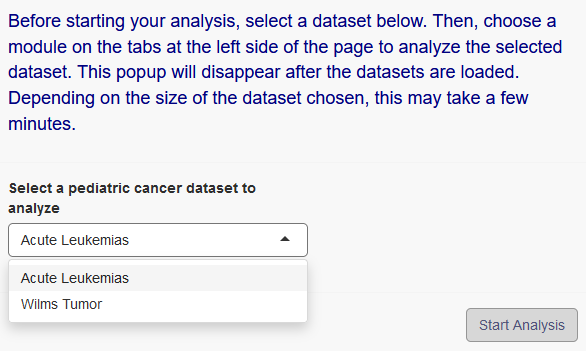 Before starting your analysis, select a dataset below. Then, choose a
module on the tabs at the left side of the page to analyze the selected
dataset. This popup will disappear after the datasets are loaded.
Depending on the size of the dataset chosen, this may take a few
minutes.
Select a pediatric cancer dataset to
analyze
Acute Leukemias
Acute Leukemias
Wilms Tumor
Start Analysis